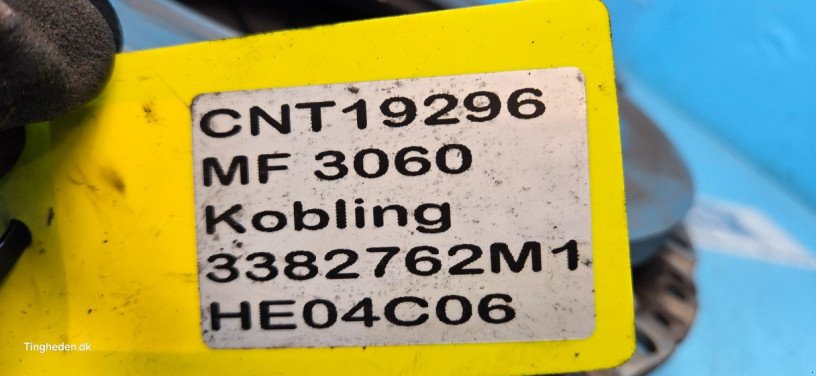 CNT19296
MF 3060
Kobling
3382762M1
HE04C06
Tingheden.dk